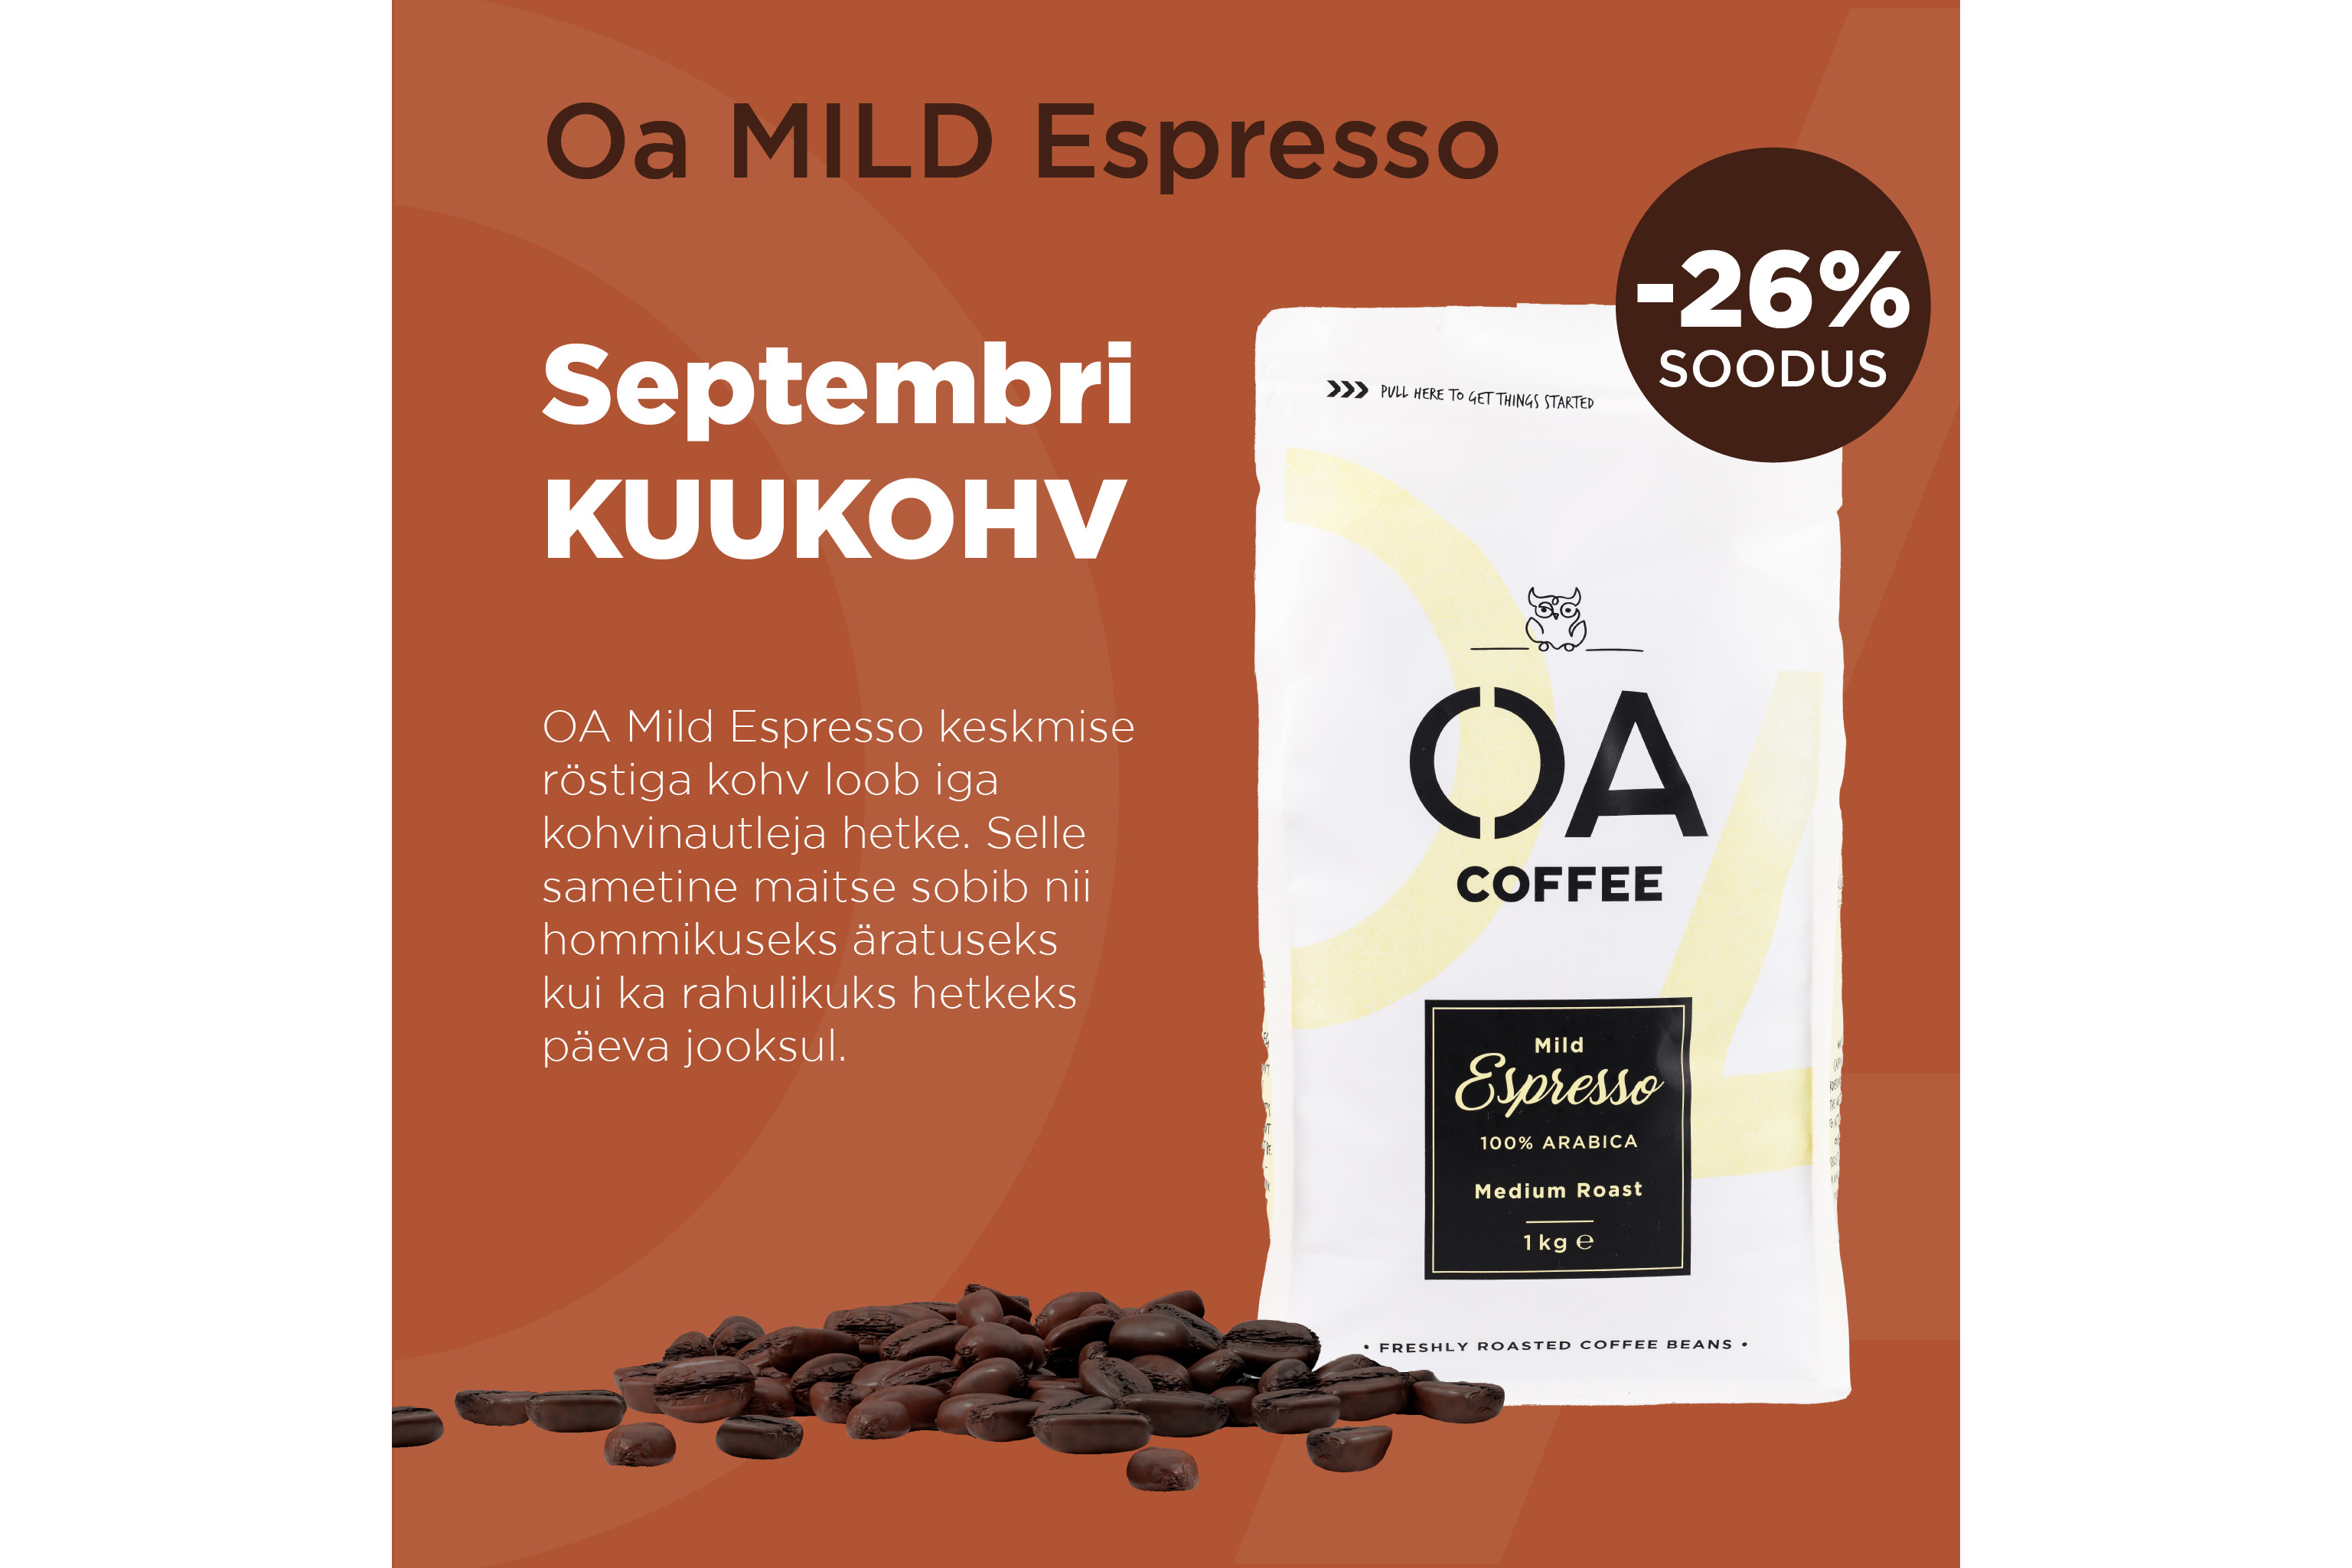 Oa MILD Espresso
-26%
SOODUS
Septembri
KUUKOHV
OA Mild Espresso keskmise
röstiga kohv loob iga
kohvinautleja hetke. Selle
sametine maitse sobib nii
hommikuseks äratuseks
kui ka rahulikuks hetkeks
päeva jooksul.
>>> PULL HERE TO GET THINGS STARTED
OA
COFFEE
Mild
Espresso
100% ARABICA
Medium Roast
1 kg ℮
• FRESHLY ROASTED COFFEE BEANS •